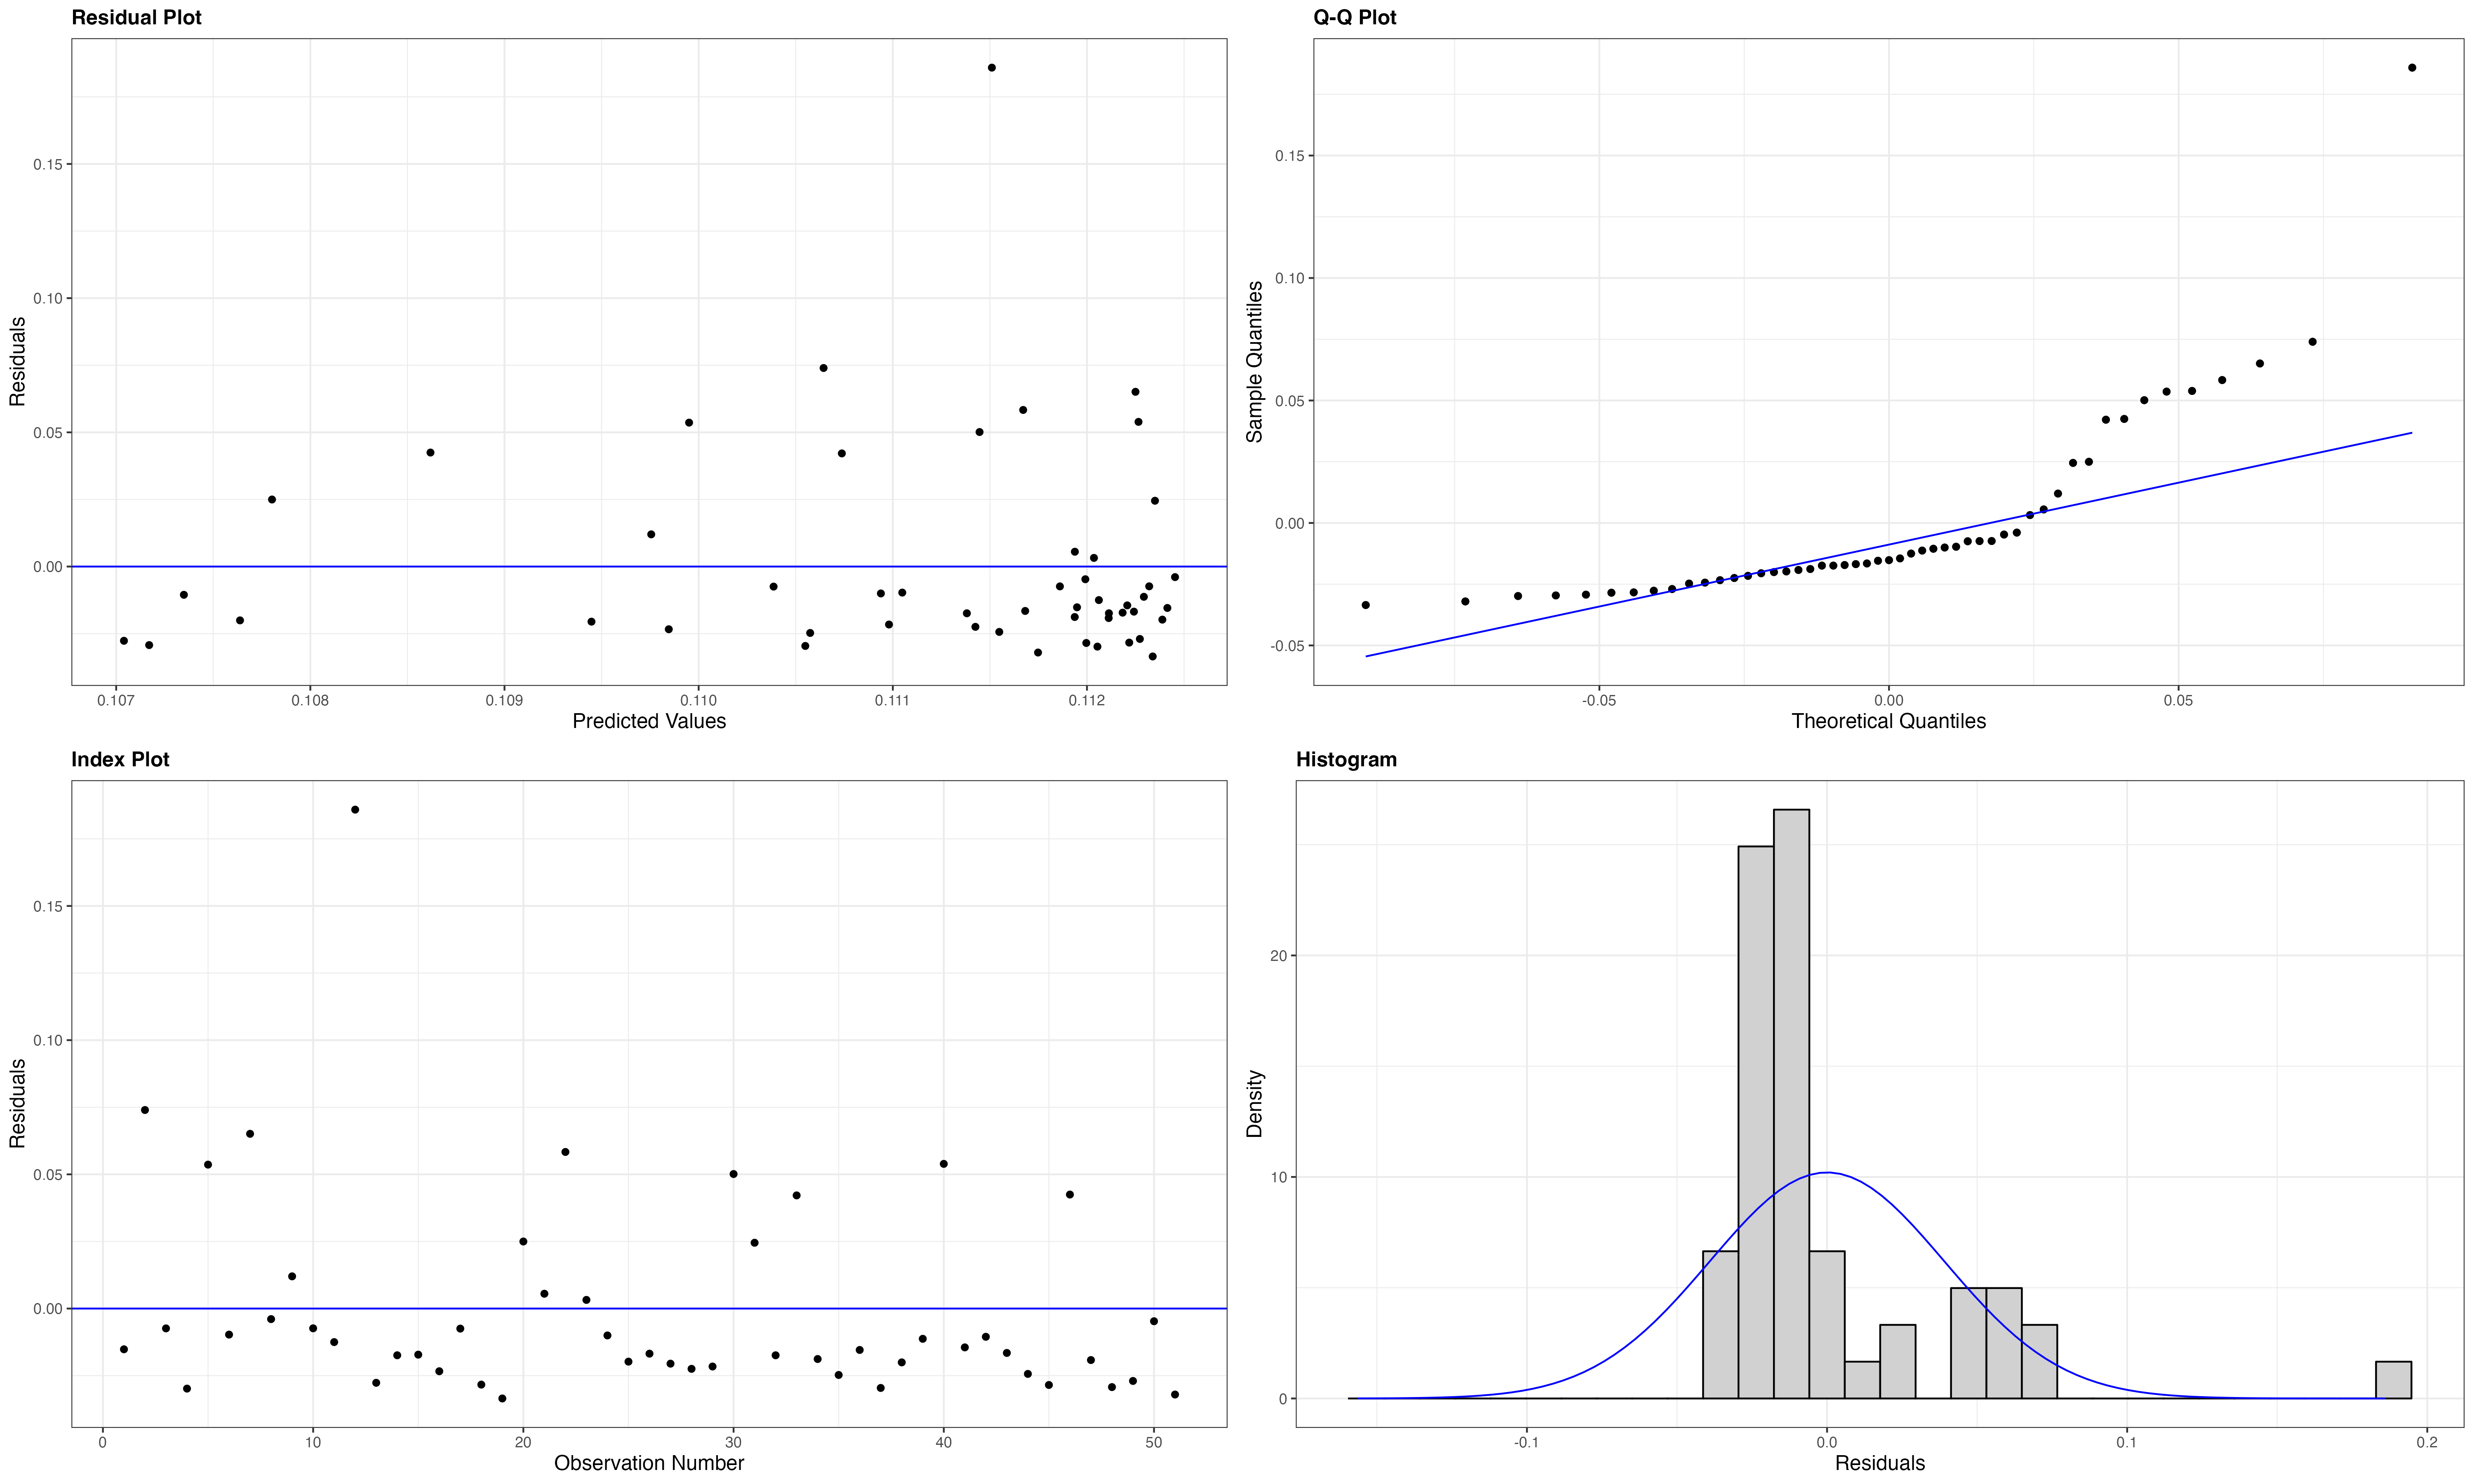 Residual Plot
Residuals
0.15
0.10
0.05
0.00
0.107 0.108 0.109 0.110 0.111 0.112
Predicted Values
Q-Q Plot
Sample Quantiles
0.15
0.10
0.05
0.00
-0.05
-0.05 0.00 0.05
Theoretical Quantiles
Index Plot
Residuals
0.15
0.10
0.05
0.00
0 10 20 30 40 50
Observation Number
Histogram
Density
20
10
0
-0.1 0.0 0.1 0.2
Residuals